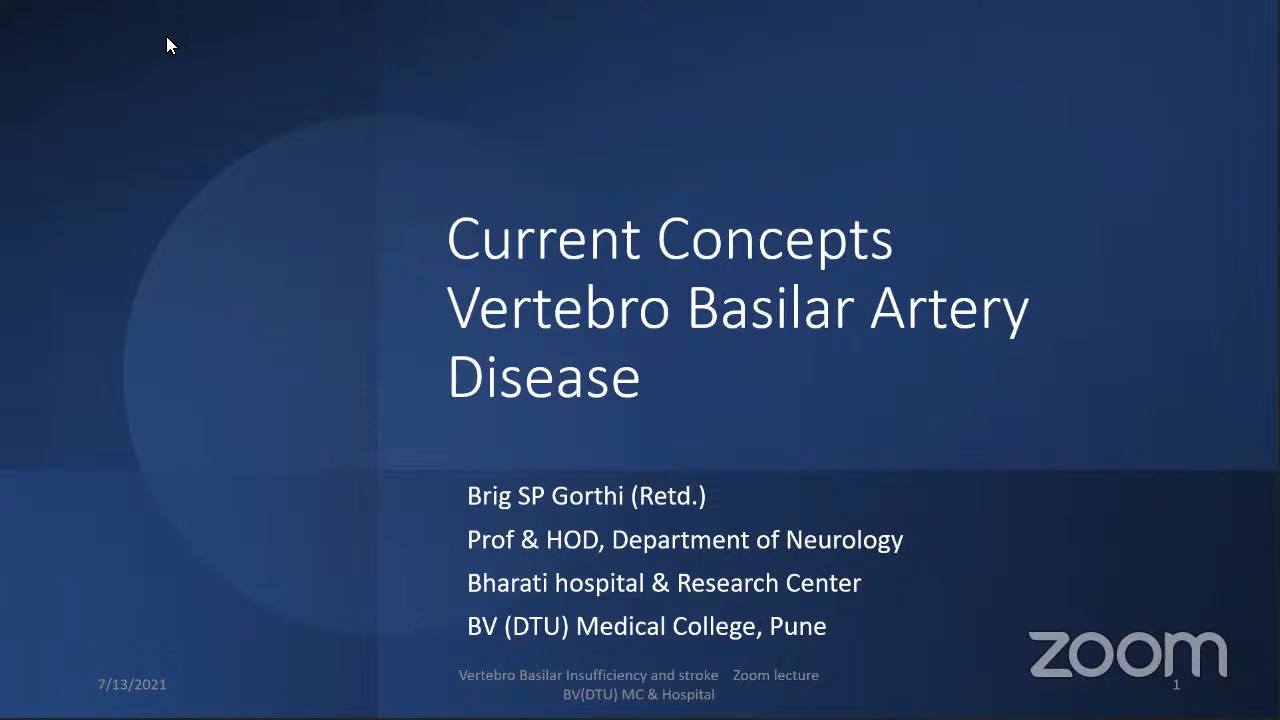 Current Concepts
Vertebro Basilar Artery
Disease
Brig SP Gorthi (Retd.)
Prof & HOD, Department of Neurology
Bharati hospital & Research Center
BV (DTU) Medical College, Pune
zoom
7/13/2021
Vertebro Basilar Insufficiency and stroke Zoom lecture
BV(DTU) MC & Hospital
1